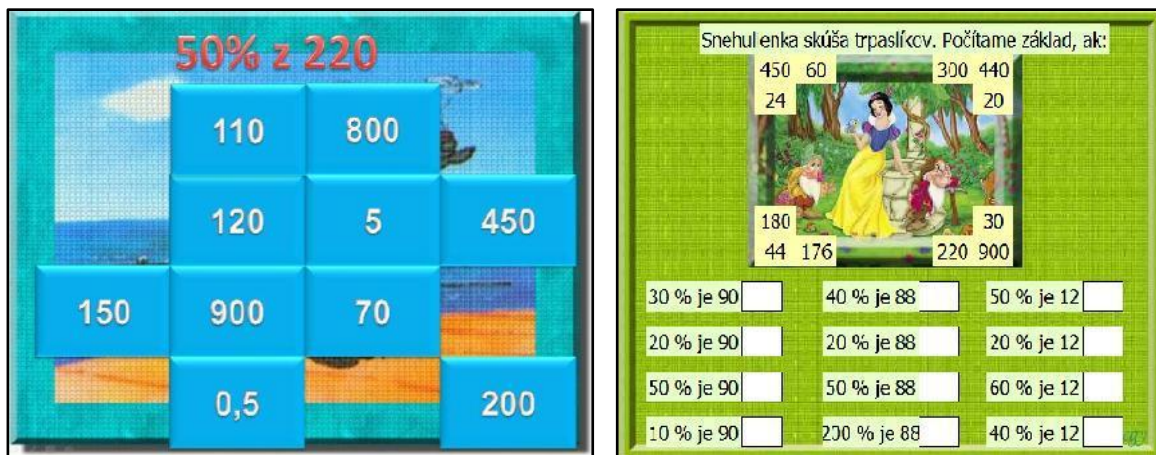 50% z 220
110 800
120 5 450
150 900 70
0,5 200
Snehulienka skúša trpaslíkov. Počítame základ, ak:
450 60 300 440
24 20
180 30
44 176 220 900
30 % je 90 40 % je 88 50 % je 12
20 % je 90 20 % je 88 20 % je 12
50 % je 90 50 % je 88 60 % je 12
10 % je 90 200 % je 88 40 % je 12